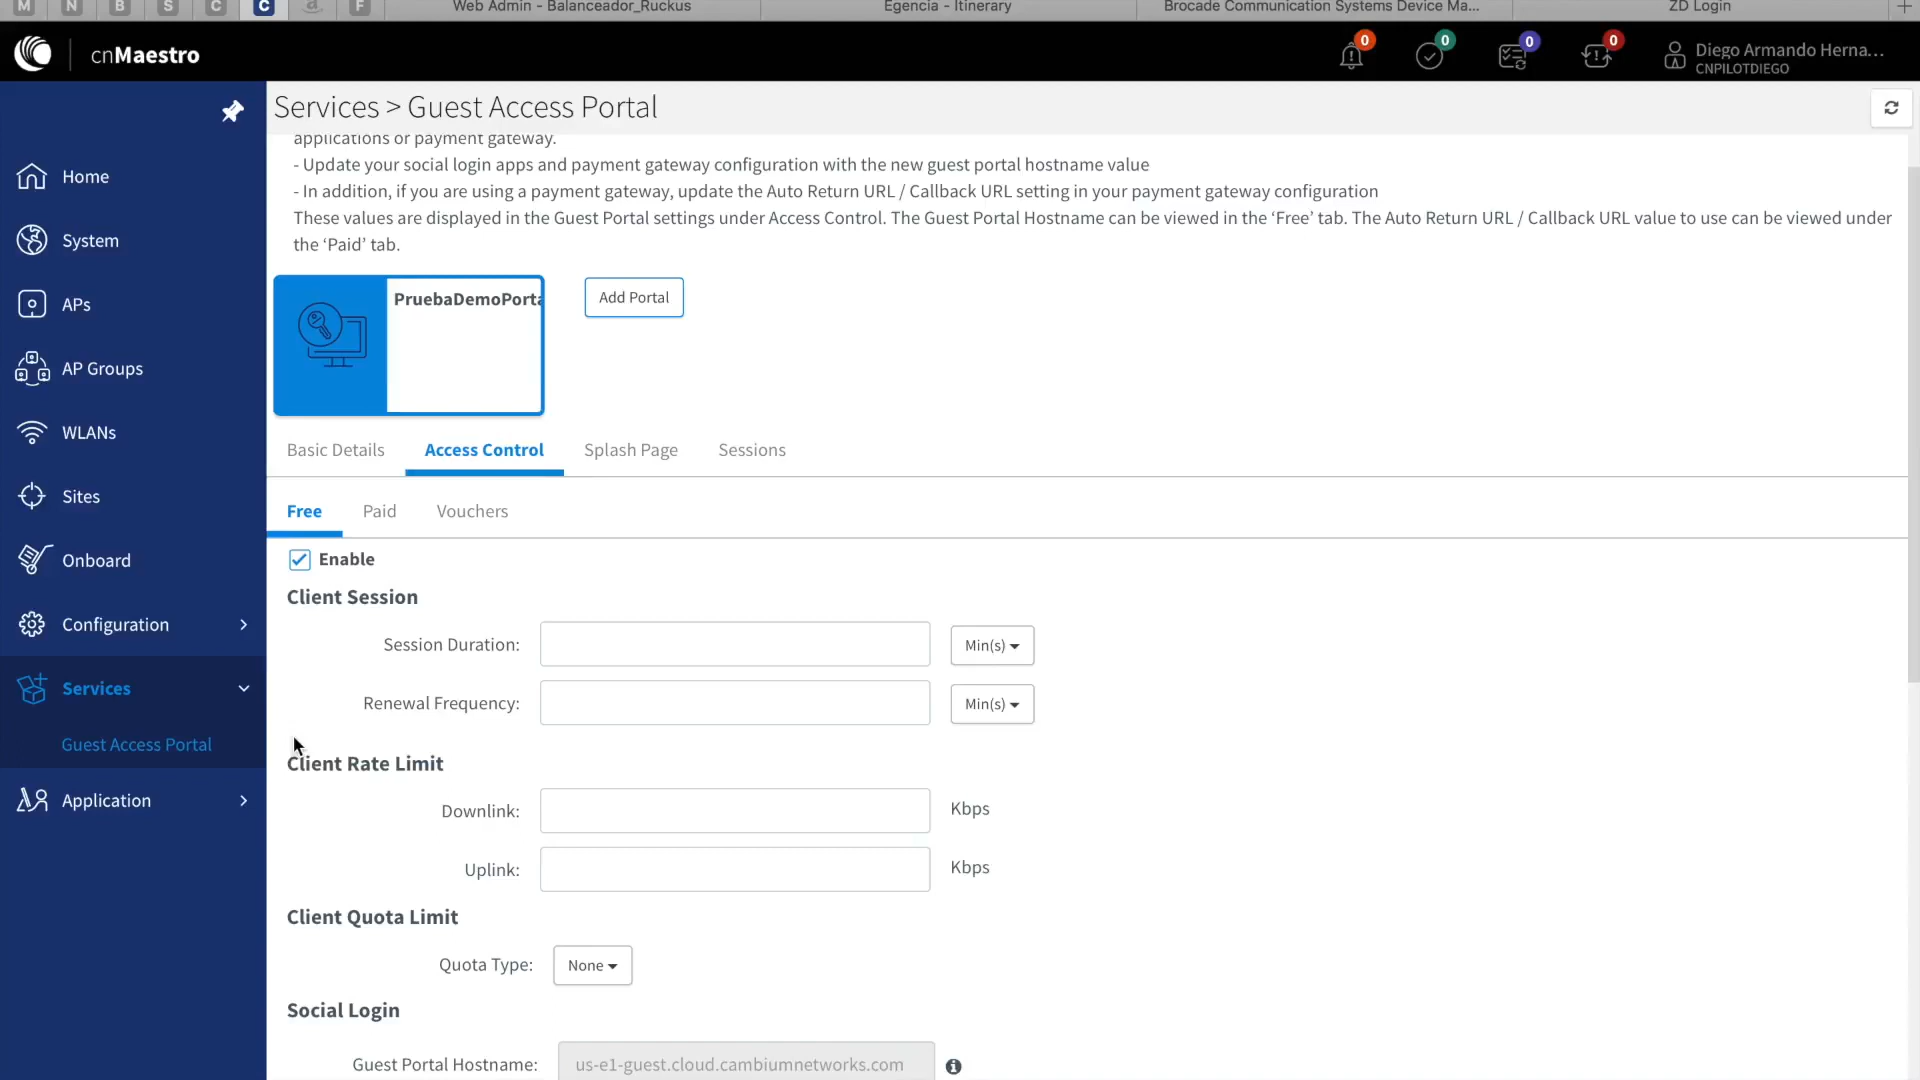 M N B S C C a F Web Admin - Balanceador_Ruckus Egencia - Itinerary Brocade Communication Systems Device Ma... ZD Login
cnMaestro
0 0 0 0 Diego Armando Herna...
CNPILOTDIEGO
Services > Guest Access Portal
applications or payment gateway.
- Update your social login apps and payment gateway configuration with the new guest portal hostname value
- In addition, if you are using a payment gateway, update the Auto Return URL / Callback URL setting in your payment gateway configuration
These values are displayed in the Guest Portal settings under Access Control. The Guest Portal Hostname can be viewed in the ‘Free’ tab. The Auto Return URL / Callback URL value to use can be viewed under
the ‘Paid’ tab.
Home
System
APs
AP Groups
WLANs
Sites
Onboard
Configuration
Services
Guest Access Portal
Application
PruebaDemoPorta
Add Portal
Basic Details Access Control Splash Page Sessions
Free Paid Vouchers
Enable
Client Session
Session Duration: Min(s)
Renewal Frequency: Min(s)
Client Rate Limit
Downlink: Kbps
Uplink: Kbps
Client Quota Limit
Quota Type: None
Social Login
Guest Portal Hostname: us-e1-guest.cloud.cambiumnetworks.com